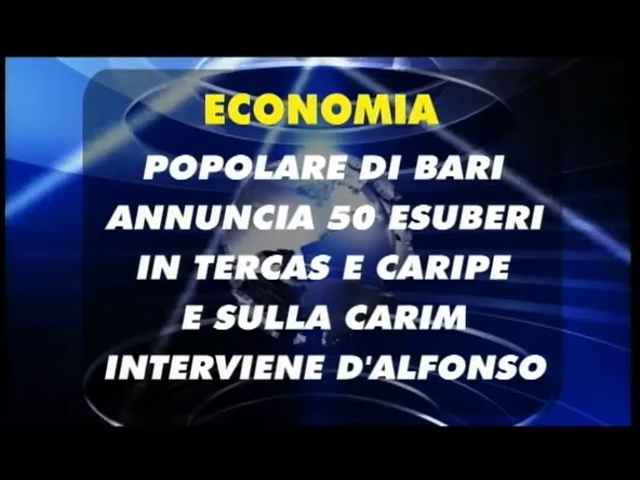 ECONOMIA
POPOLARE DI BARI
ANNUNCIA 50 ESUBERI
IN TERCAS E CARIPE
E SULLA CARIM
INTERVIENE D'ALFONSO